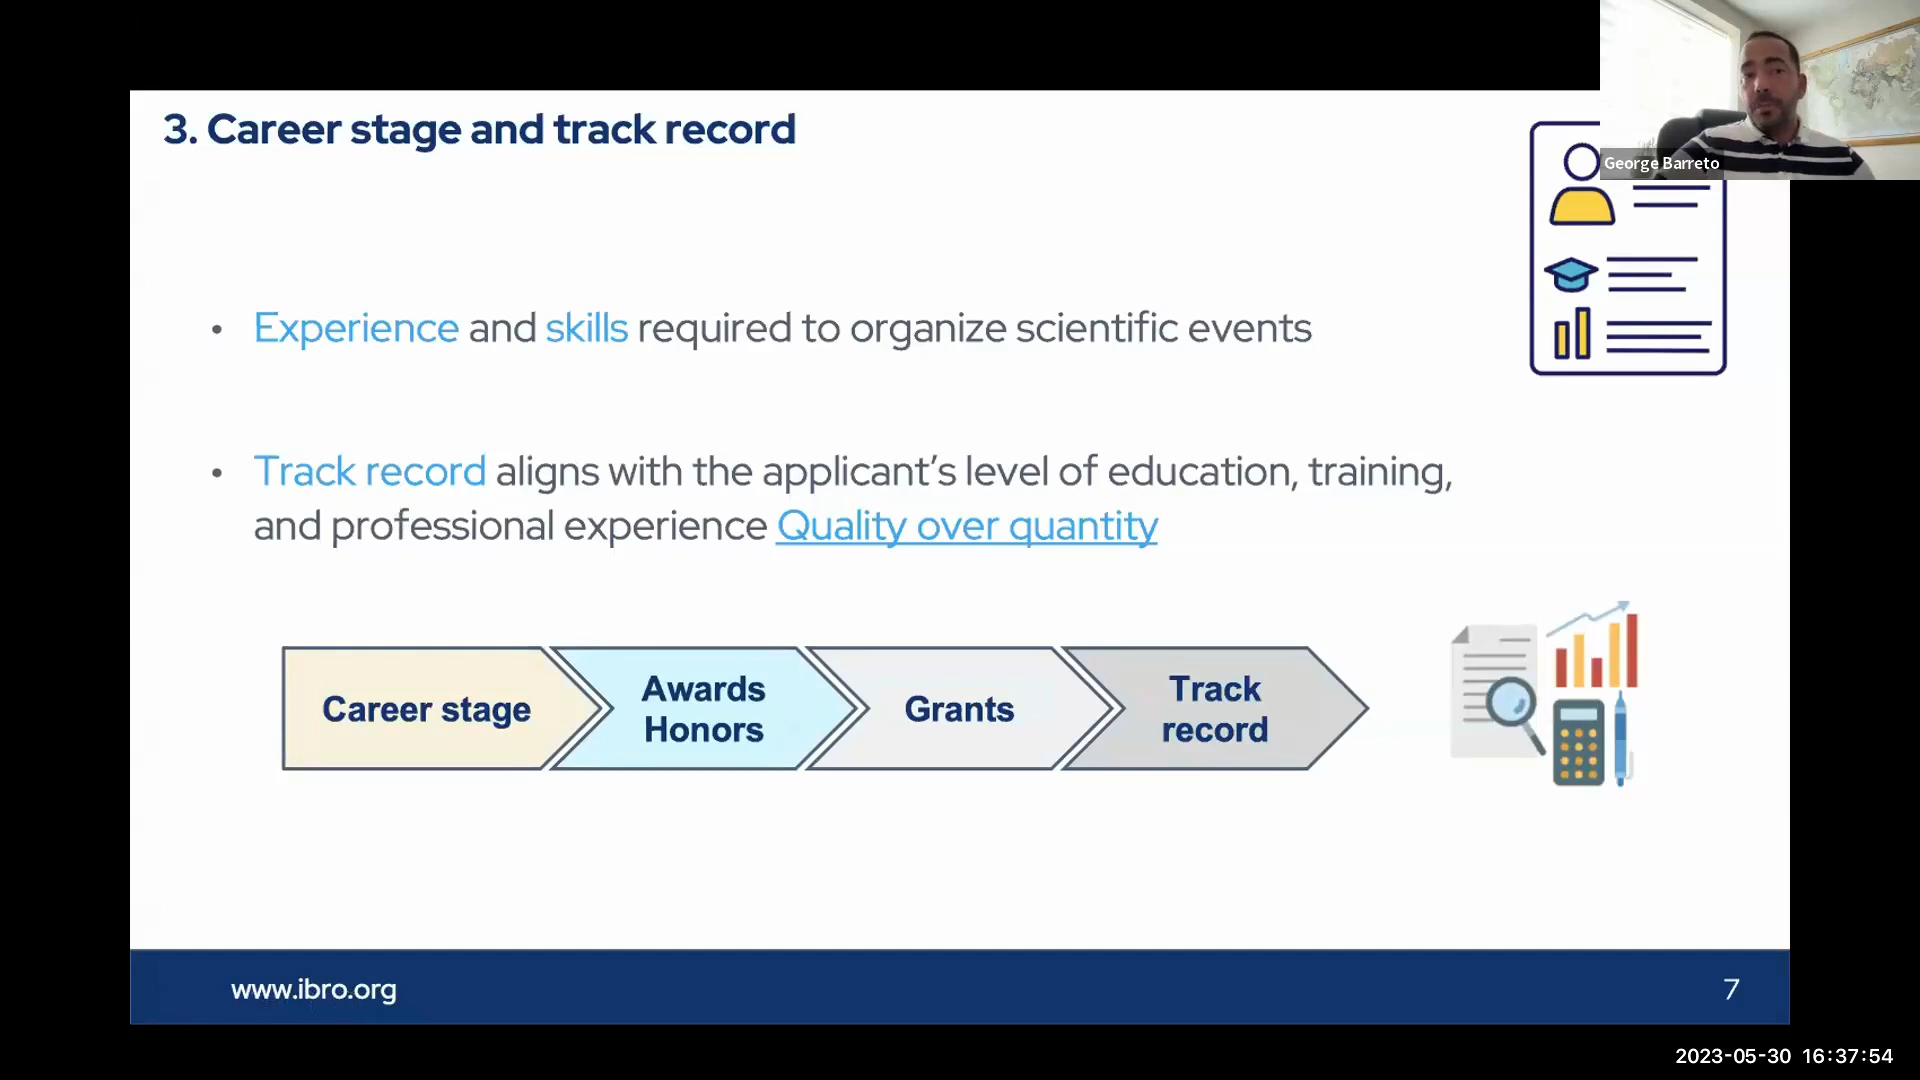 3. Career stage and track record
George Barreto
• Experience and skills required to organize scientific events
• Track record aligns with the applicant’s level of education, training,
and professional experience Quality over quantity
Career stage
Awards
Honors
Grants
Track
record
www.ibro.org
7
2023-05-30 16:37:54